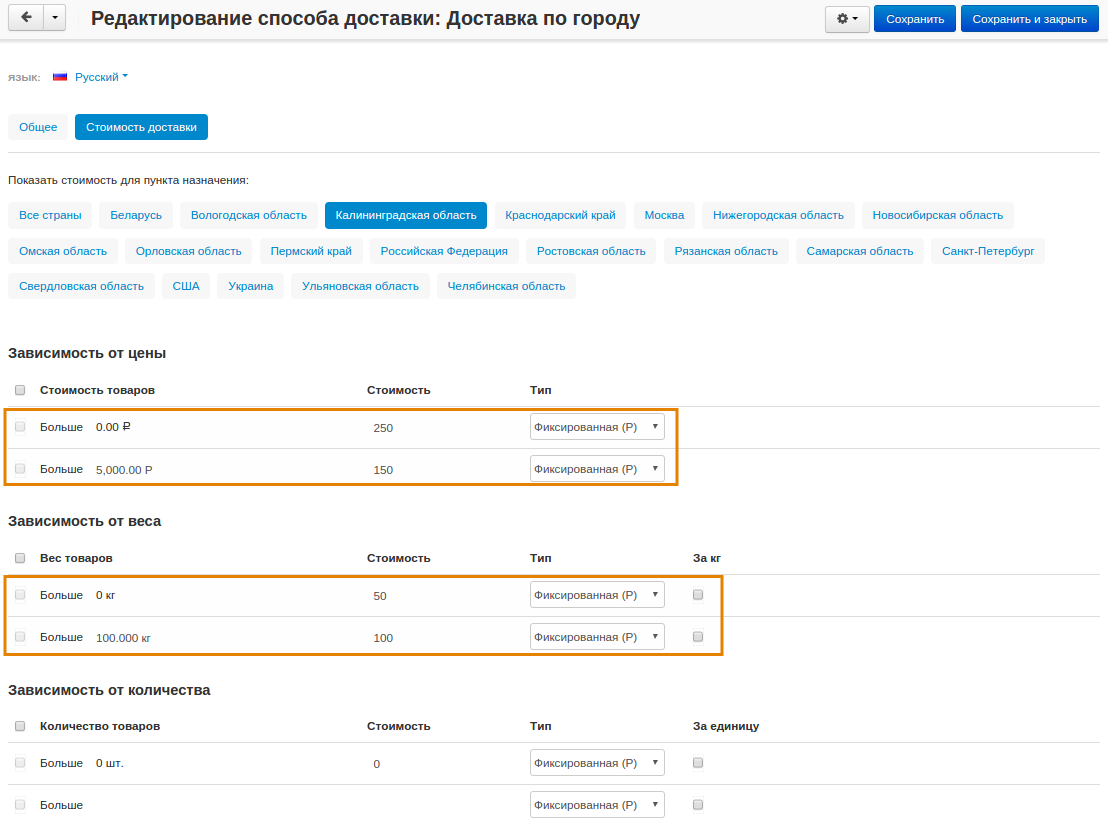 Редактирование способа доставки: Доставка по городу
Сохранить
Сохранить и закрыть
ЯЗЫК: Русский
Общее Стоимость доставки
Показать стоимость для пункта назначения:
Все страны Беларусь Вологодская область Калининградская область Краснодарский край Москва Нижегородская область Новосибирская область
Омская область Орловская область Пермский край Российская Федерация Ростовская область Рязанская область Самарская область Санкт-Петербург
Свердловская область США Украина Ульяновская область Челябинская область
Зависимость от цены
Стоимость товаров Стоимость Тип
Больше 0.00 ₽ 250 Фиксированная (Р)
Больше 5,000.00 Р 150 Фиксированная (Р)
Зависимость от веса
Вес товаров Стоимость Тип За кг
Больше 0 кг 50 Фиксированная (Р)
Больше 100.000 кг 100 Фиксированная (Р)
Зависимость от количества
Количество товаров Стоимость Тип За единицу
Больше 0 шт. 0 Фиксированная (Р)
Больше Фиксированная (Р)